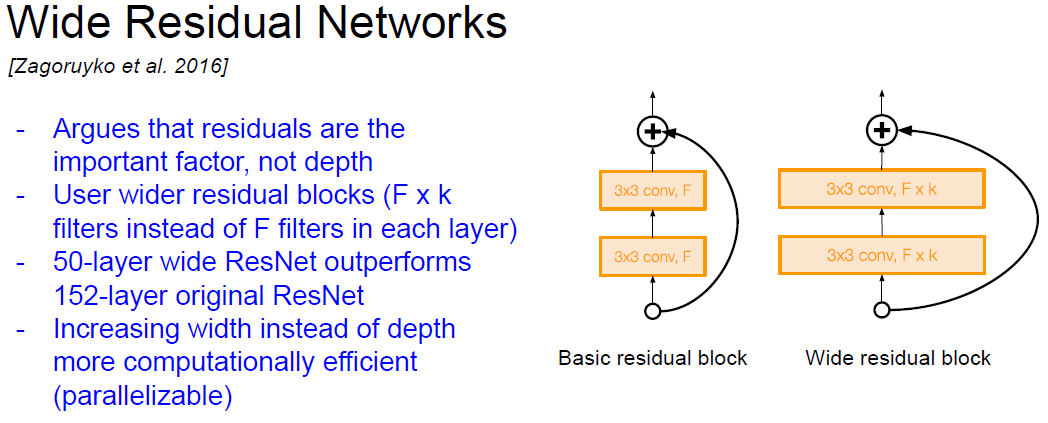 Wide Residual Networks
[Zagoruyko et al. 2016]
- Argues that residuals are the
important factor, not depth
- User wider residual blocks (F x k
filters instead of F filters in each layer)
- 50-layer wide ResNet outperforms
152-layer original ResNet
- Increasing width instead of depth
more computationally efficient
(parallelizable)
+
3x3 conv, F
3x3 conv, F
Basic residual block
+
3x3 conv, F x k
3x3 conv, F x k
Wide residual block